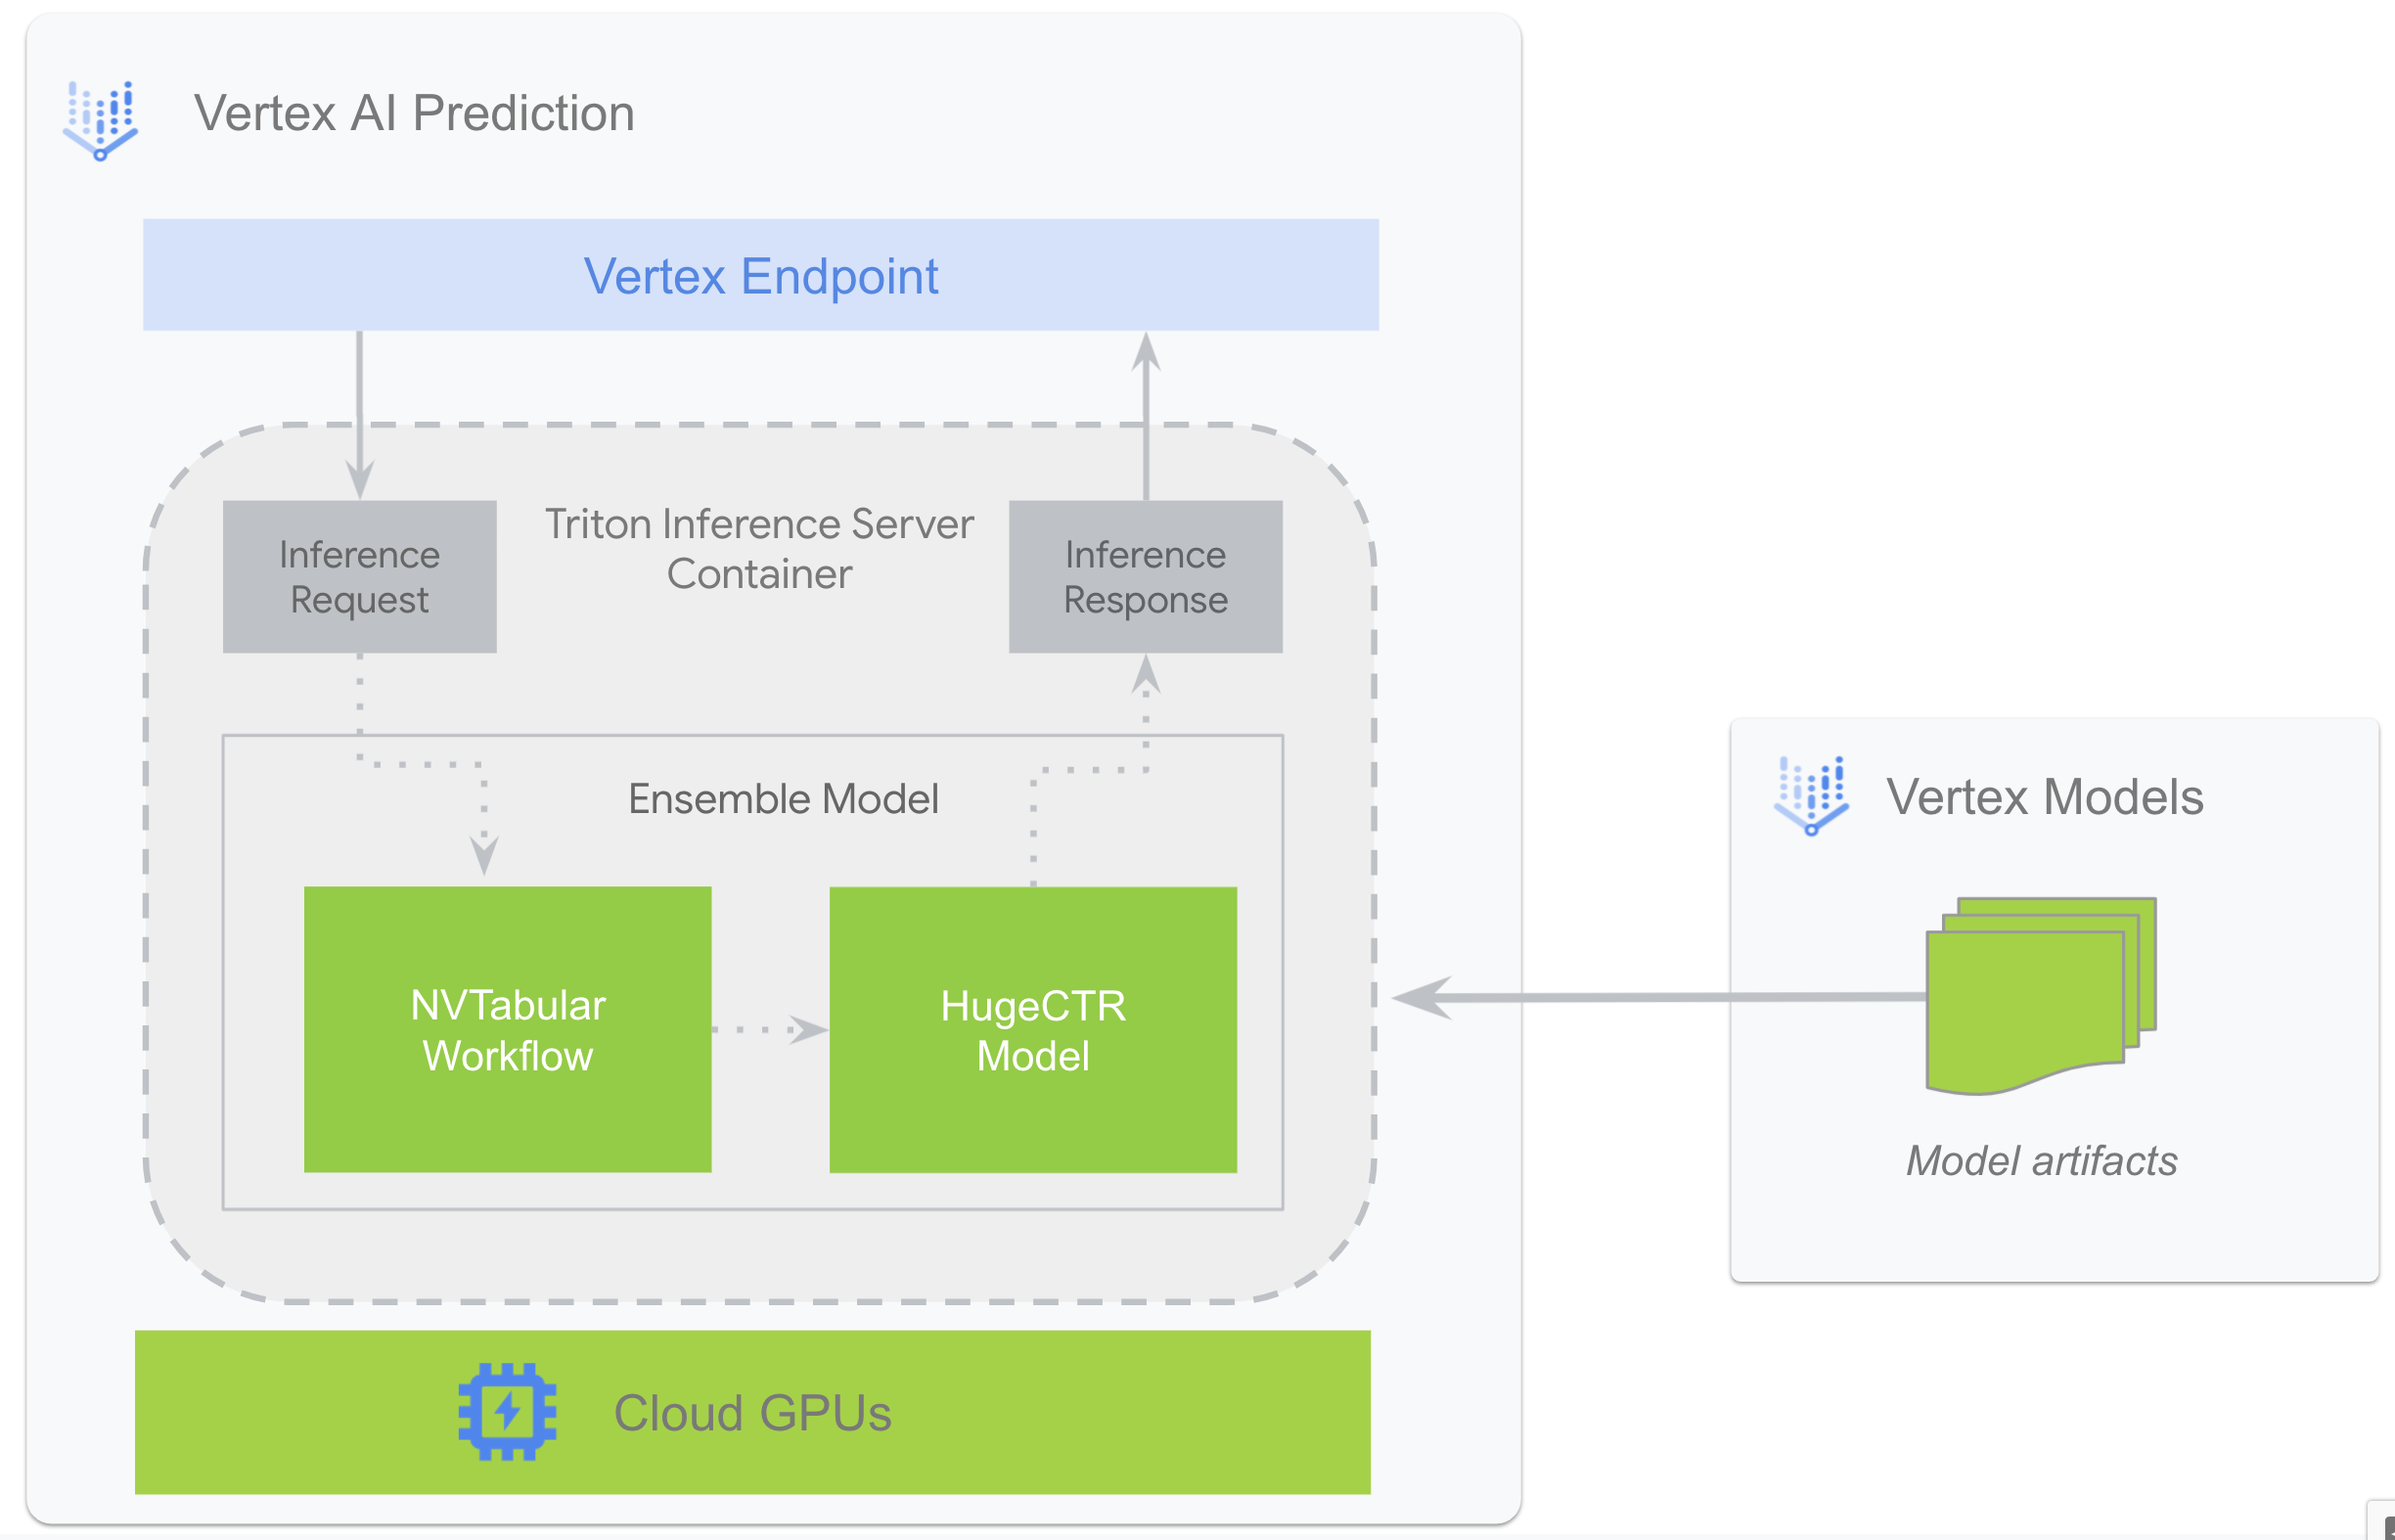 Vertex AI Prediction
Vertex Endpoint
Inference
Request
Triton Inference Server
Container
Inference
Response
Ensemble Model
NVTabular
Workflow
HugeCTR
Model
Cloud GPUs
Vertex Models
Model artifacts